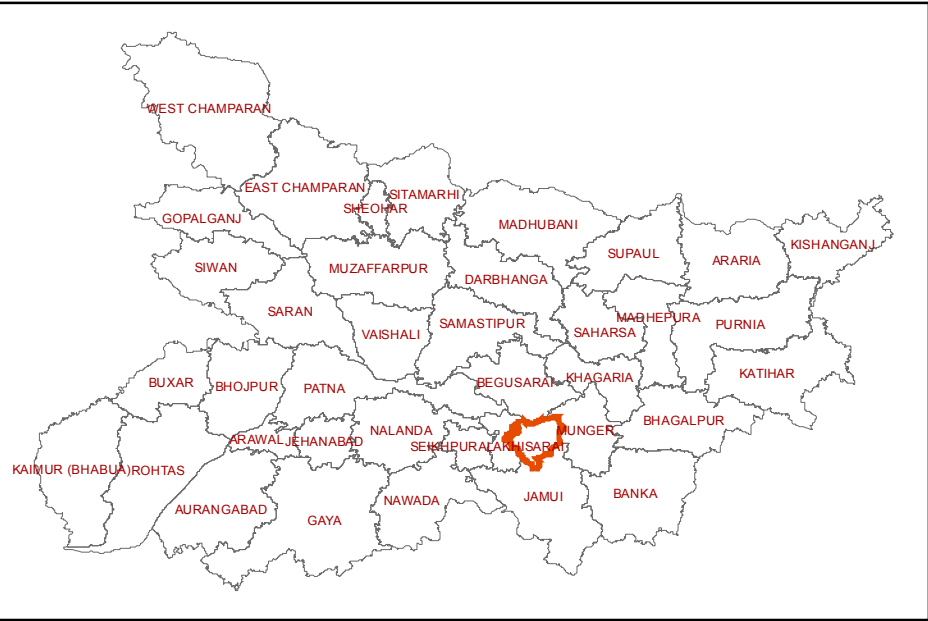 WEST CHAMPARAN
EAST CHAMPARAN
SITAMARHI
SHEOHAR
GOPALGANJ
MADHUBANI
SUPAUL
ARARIA
KISHANGANJ
SIWAN
MUZAFFARPUR
DARBHANGA
SARAN
VAISHALI
SAMASTIPUR
SAHARSA
MADHEPURA
PURNIA
BUXAR
BHOJPUR
PATNA
BEGUSARAI
KHAGARIA
KATIHAR
ARAWAL
JEHANABAD
NALANDA
SEIKHPURA
LAKHISARAI
MUNGER
BHAGALPUR
KAIMUR (BHABUA)
ROHTAS
AURANGABAD
GAYA
NAWADA
JAMUI
BANKA